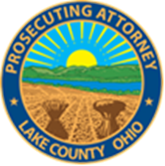 PROSECUTING ATTORNEY
LAKE COUNTY OHIO